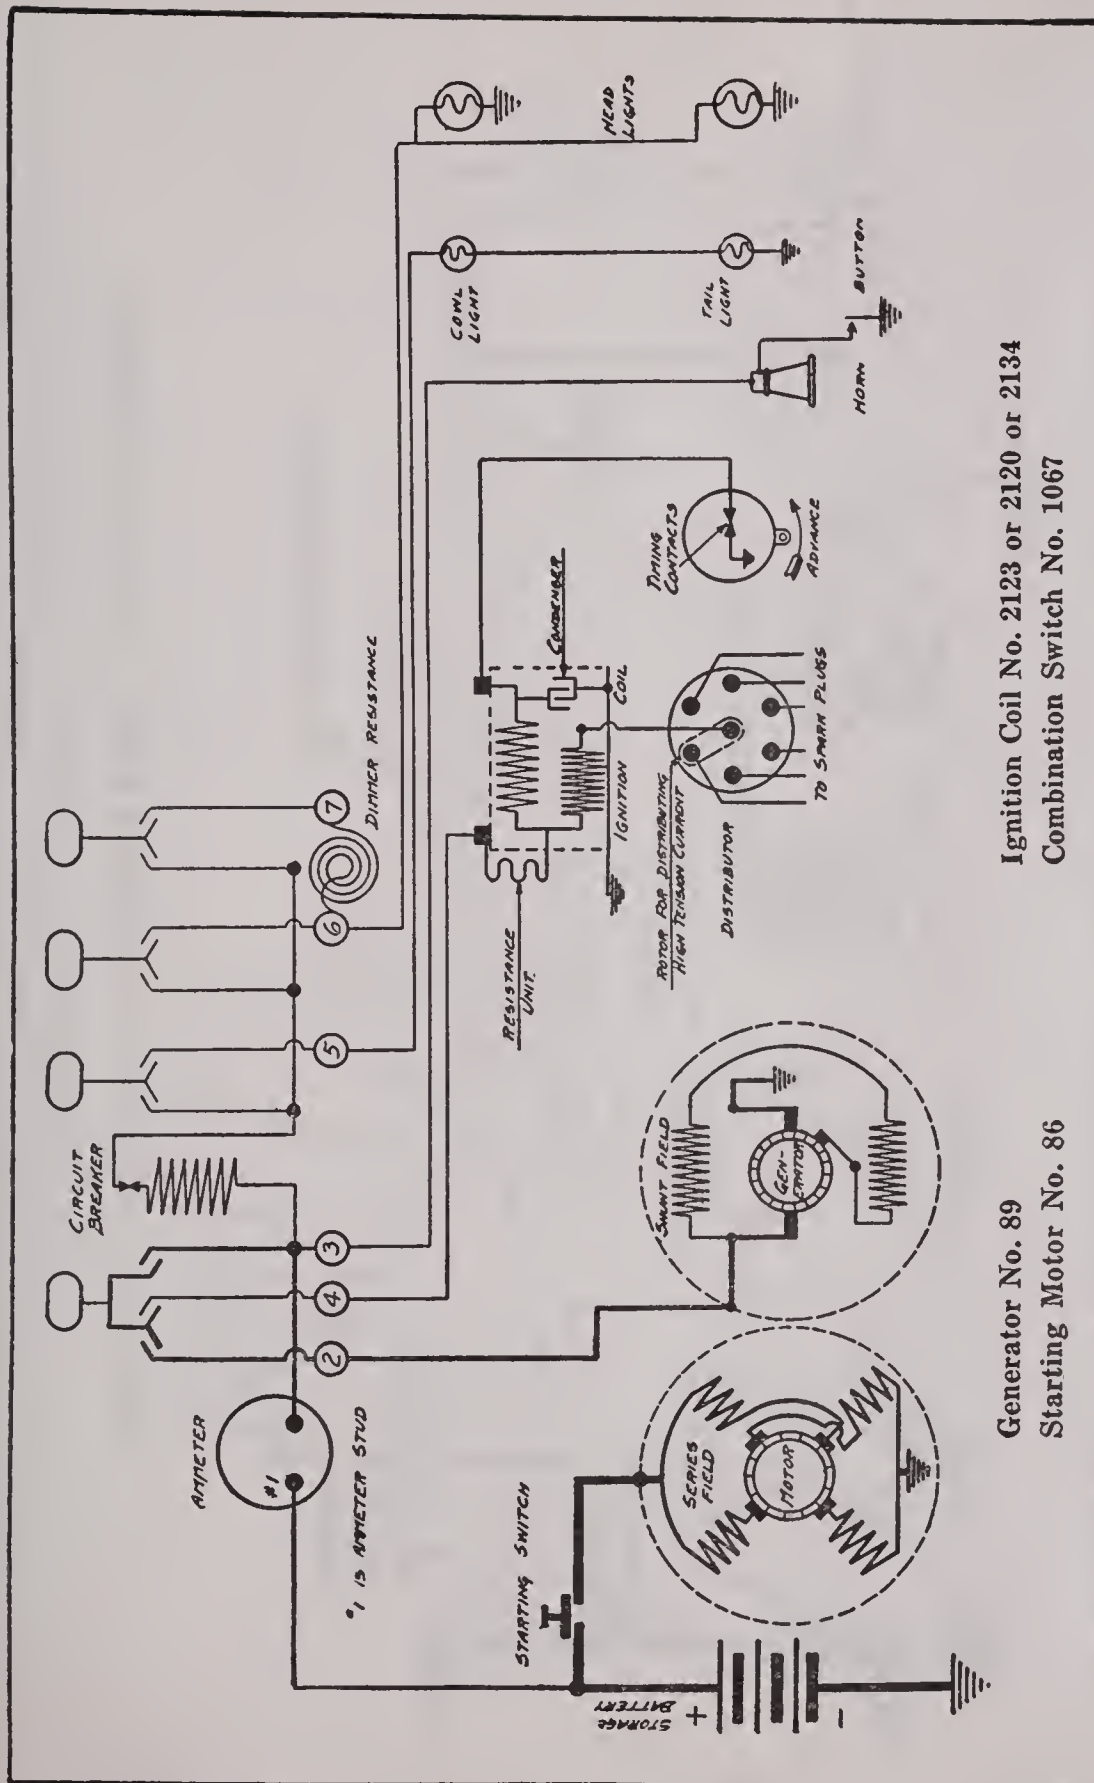 AMMETER
#1
#1 IS AMMETER STUD
CIRCUIT
BREAKER
2
4
3
5
6
7
DIMMER RESISTANCE
STARTING SWITCH
STORAGE
BATTERY
+
-
SERIES
FIELD
MOTOR
SHUNT FIELD
GEN-
ERATOR
RESISTANCE
UNIT.
IGNITION COIL
CONDENSER
ROTOR FOR DISTRIBUTING
HIGH TENSION CURRENT
DISTRIBUTOR
TO SPARK PLUGS
TIMING
CONTACTS
ADVANCE
HORN
BUTTON
COWL
LIGHT
TAIL
LIGHT
HEAD
LIGHTS
Generator No. 89
Starting Motor No. 86
Ignition Coil No. 2123 or 2120 or 2134
Combination Switch No. 1067